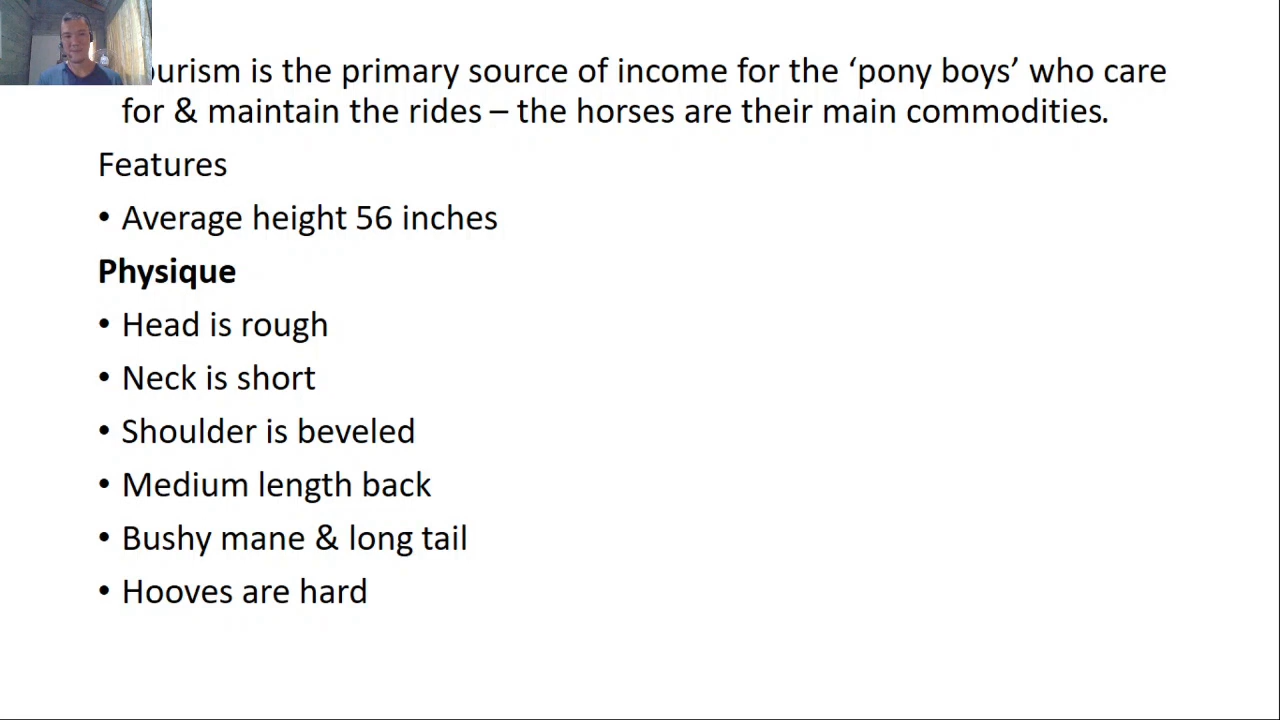 ourism is the primary source of income for the ‘pony boys’ who care
for & maintain the rides – the horses are their main commodities.
Features
• Average height 56 inches
Physique
• Head is rough
• Neck is short
• Shoulder is beveled
• Medium length back
• Bushy mane & long tail
• Hooves are hard